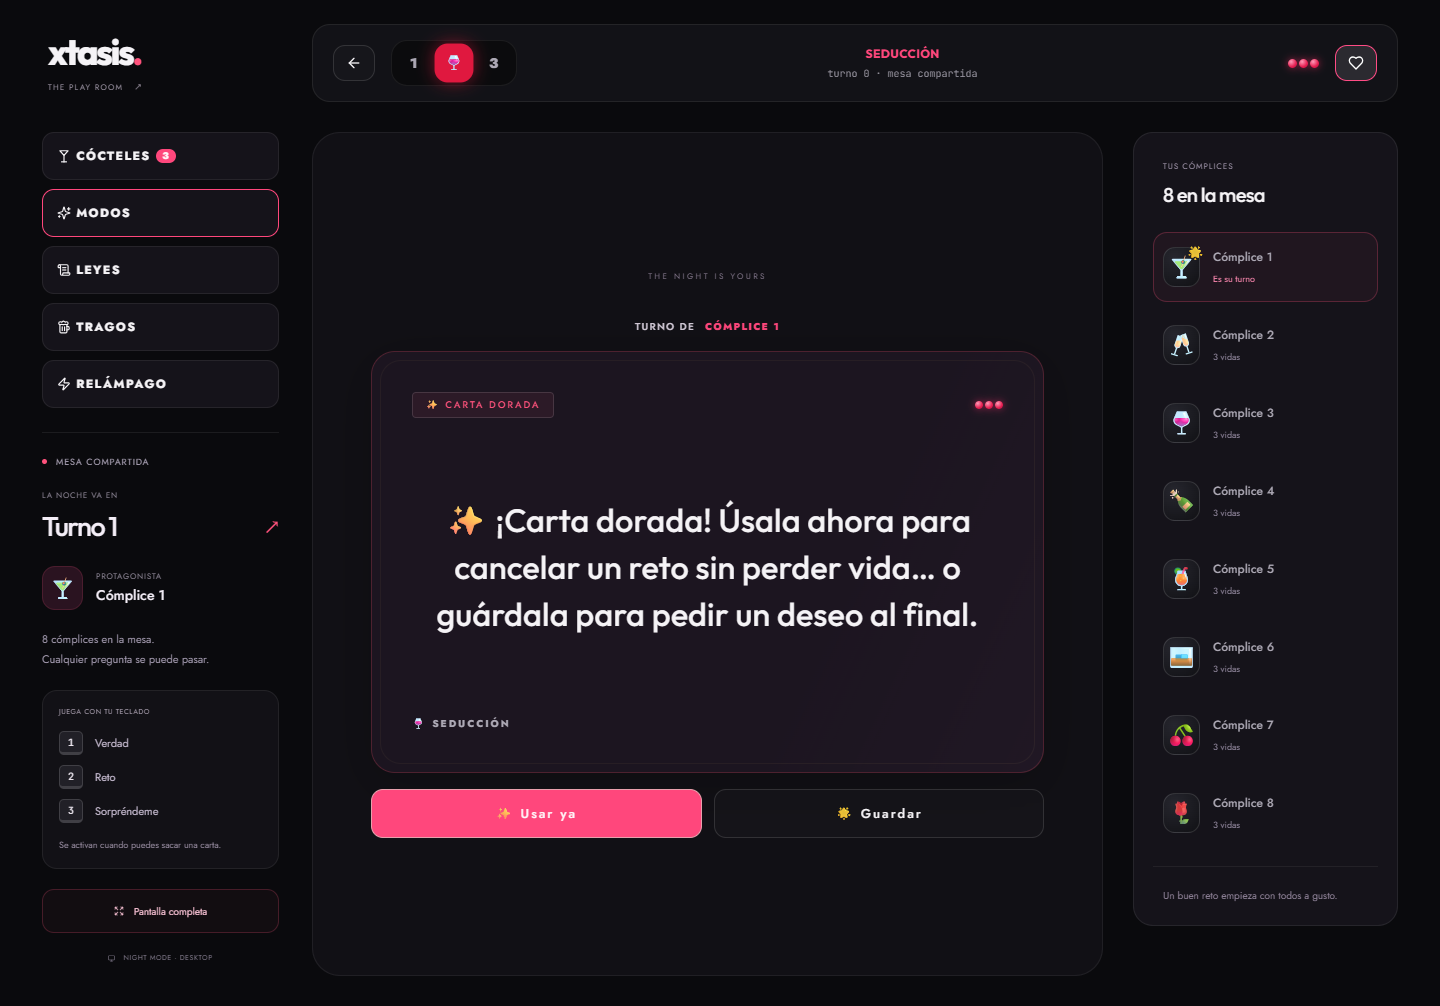 xtasis.
THE PLAY ROOM ↗
CÓCTELES 3
MODOS
LEYES
TRAGOS
RELÁMPAGO
MESA COMPARTIDA
LA NOCHE VA EN
Turno 1 ↗
PROTAGONISTA
Cómplice 1
8 cómplices en la mesa.
Cualquier pregunta se puede pasar.
JUEGA CON TU TECLADO
1 Verdad
2 Reto
3 Sorpréndeme
Se activan cuando puedes sacar una carta.
Pantalla completa
NIGHT MODE · DESKTOP
1 3
SEDUCCIÓN
turno 0 · mesa compartida
THE NIGHT IS YOURS
TURNO DE CÓMPLICE 1
✨ CARTA DORADA
✨ ¡Carta dorada! Úsala ahora para
cancelar un reto sin perder vida... o
guárdala para pedir un deseo al final.
🍷 SEDUCCIÓN
✨ Usar ya
🌟 Guardar
TUS CÓMPLICES
8 en la mesa
Cómplice 1
Es su turno
Cómplice 2
3 vidas
Cómplice 3
3 vidas
Cómplice 4
3 vidas
Cómplice 5
3 vidas
Cómplice 6
3 vidas
Cómplice 7
3 vidas
Cómplice 8
3 vidas
Un buen reto empieza con todos a gusto.